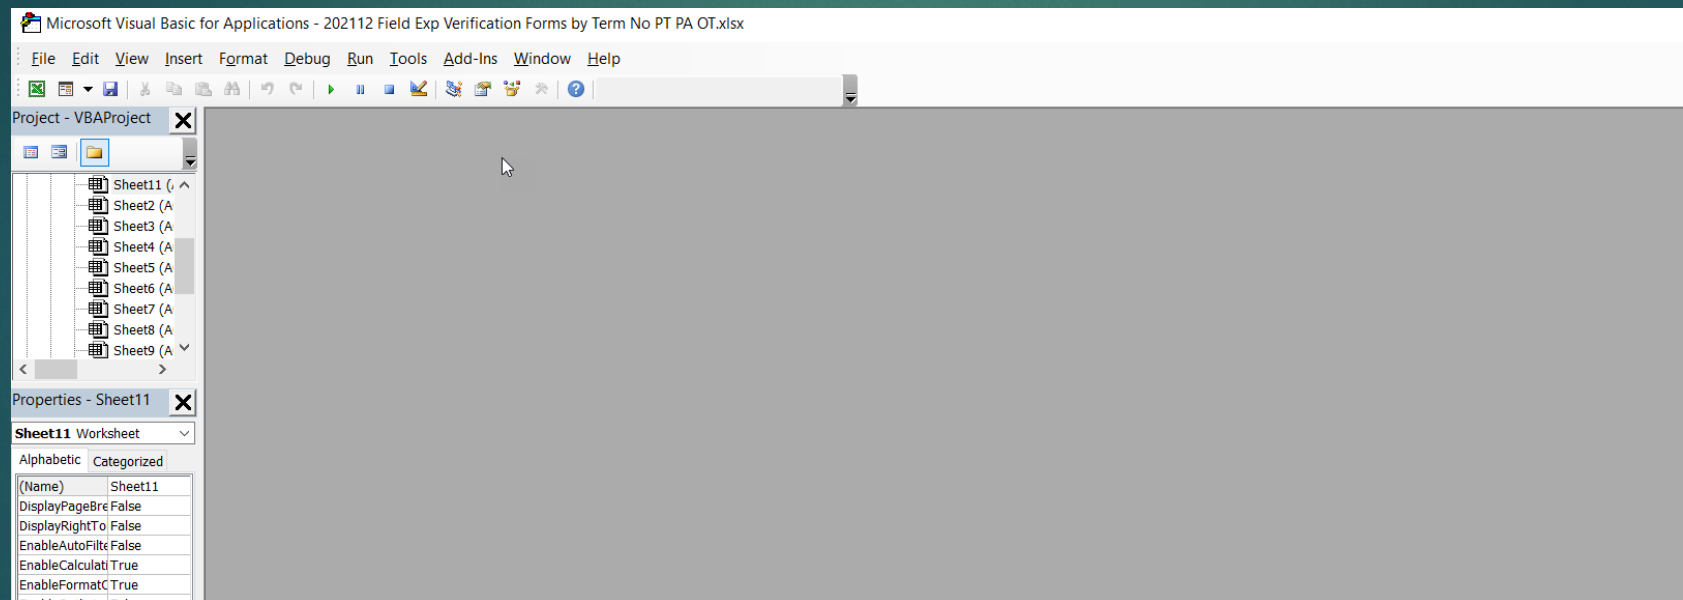 Microsoft Visual Basic for Applications - 202112 Field Exp Verification Forms by Term No PT PA OT.xlsx
File Edit View Insert Format Debug Run Tools Add-Ins Window Help
Project - VBAProject
Sheet11 (
Sheet2 (A
Sheet3 (A
Sheet4 (A
Sheet5 (A
Sheet6 (A
Sheet7 (A
Sheet8 (A
Sheet9 (A
Properties - Sheet11
Sheet11 Worksheet
Alphabetic Categorized
(Name) Sheet11
DisplayPageBre False
DisplayRightTo False
EnableAutoFilte False
EnableCalculati True
EnableFormatC True